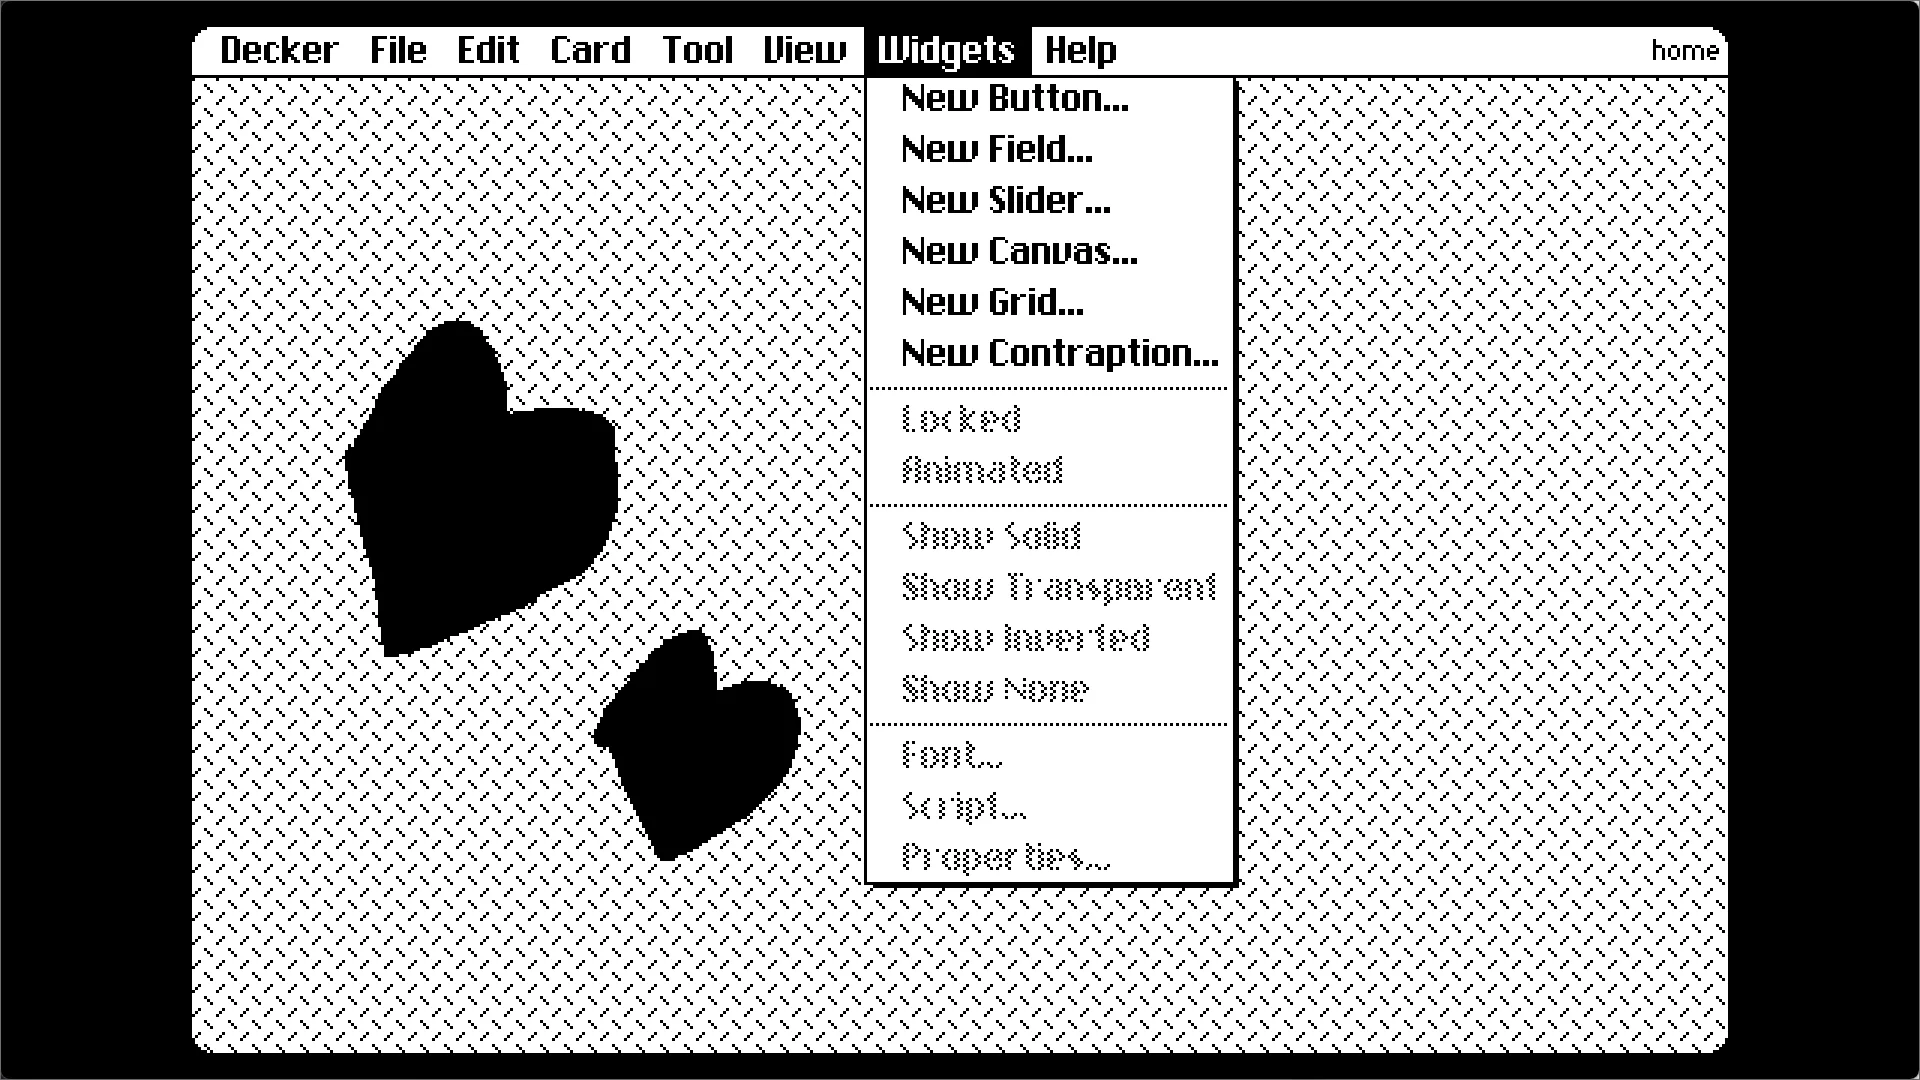 Decker File Edit Card Tool View Widgets Help home
New Button...
New Field...
New Slider...
New Canvas...
New Grid...
New Contraption...
Locked
Animated
Show Solid
Show Transparent
Show Inverted
Show None
Font...
Script...
Properties...